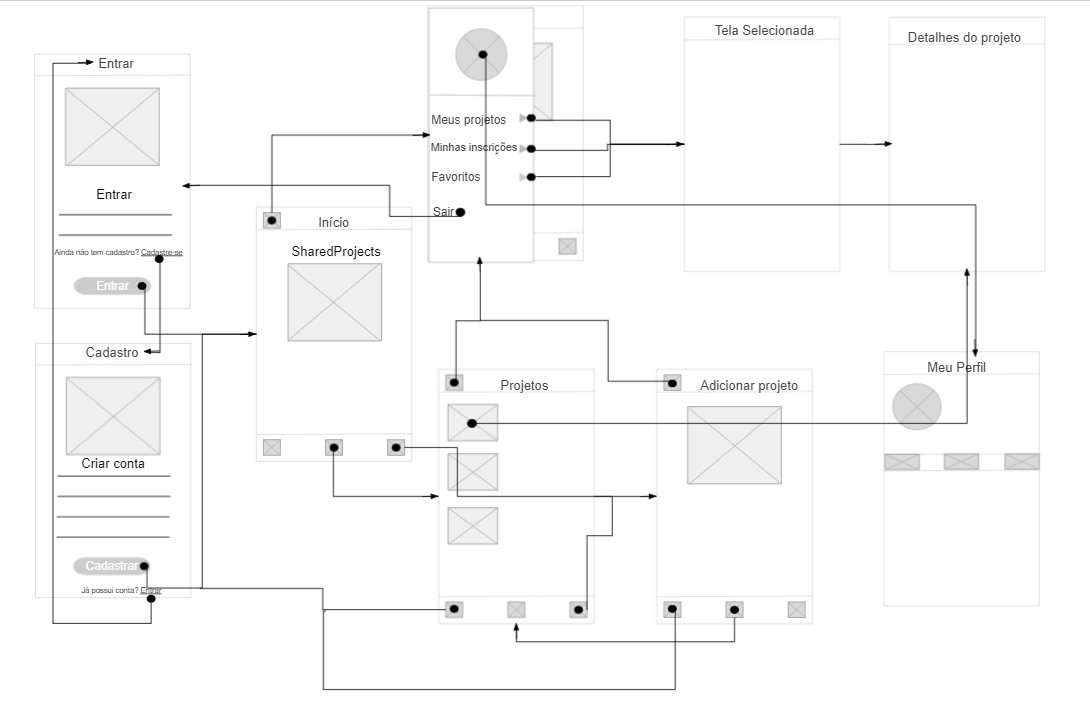 Entrar
Entrar
Ainda não tem cadastro? Cadastre-se
Entrar
Cadastro
Criar conta
Cadastrar
Já possui conta? Entrar
Início
SharedProjects
Meus projetos
Minhas inscrições
Favoritos
Sair
Projetos
Adicionar projeto
Tela Selecionada
Detalhes do projeto
Meu Perfil